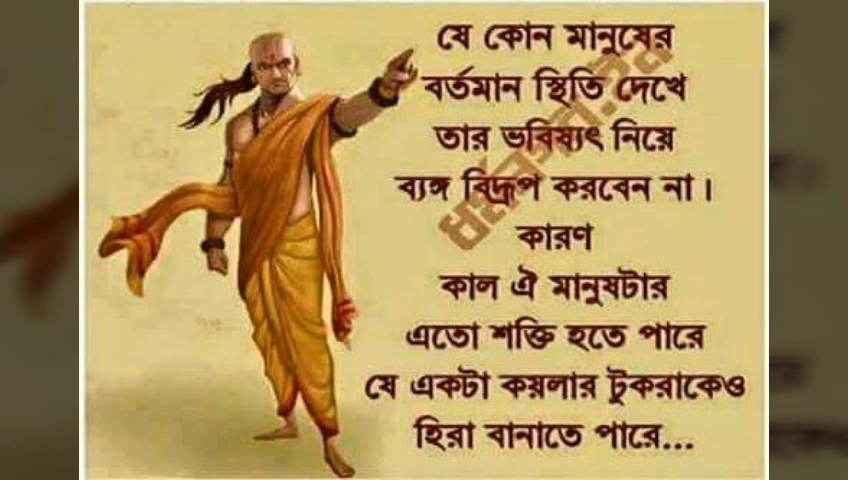 যে কোন মানুষের
বর্তমান স্থিতি দেখে
তার ভবিষ্যৎ নিয়ে
ব্যঙ্গ বিদ্রূপ করবেন না।
কারণ
কাল ঐ মানুষটার
এতো শক্তি হতে পারে
যে একটা কয়লার টুকরাকেও
হিরা বানাতে পারে...